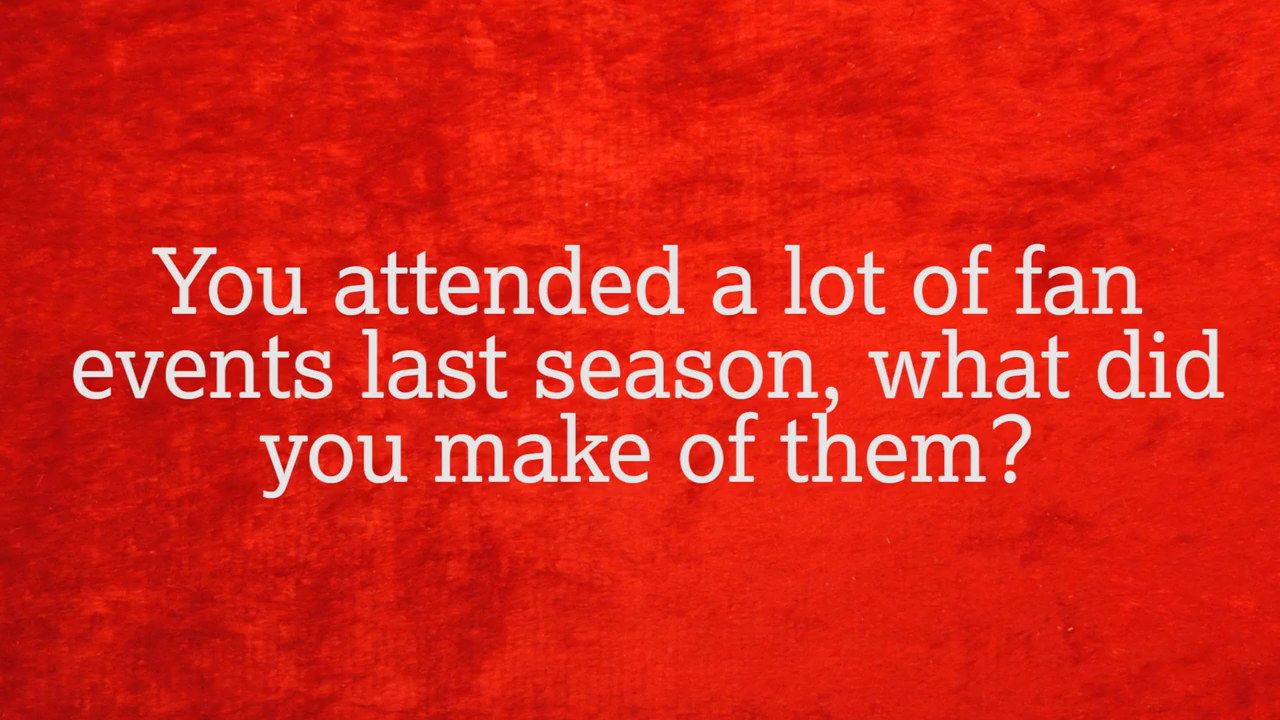 You attended a lot of fan
events last season, what did
you make of them?